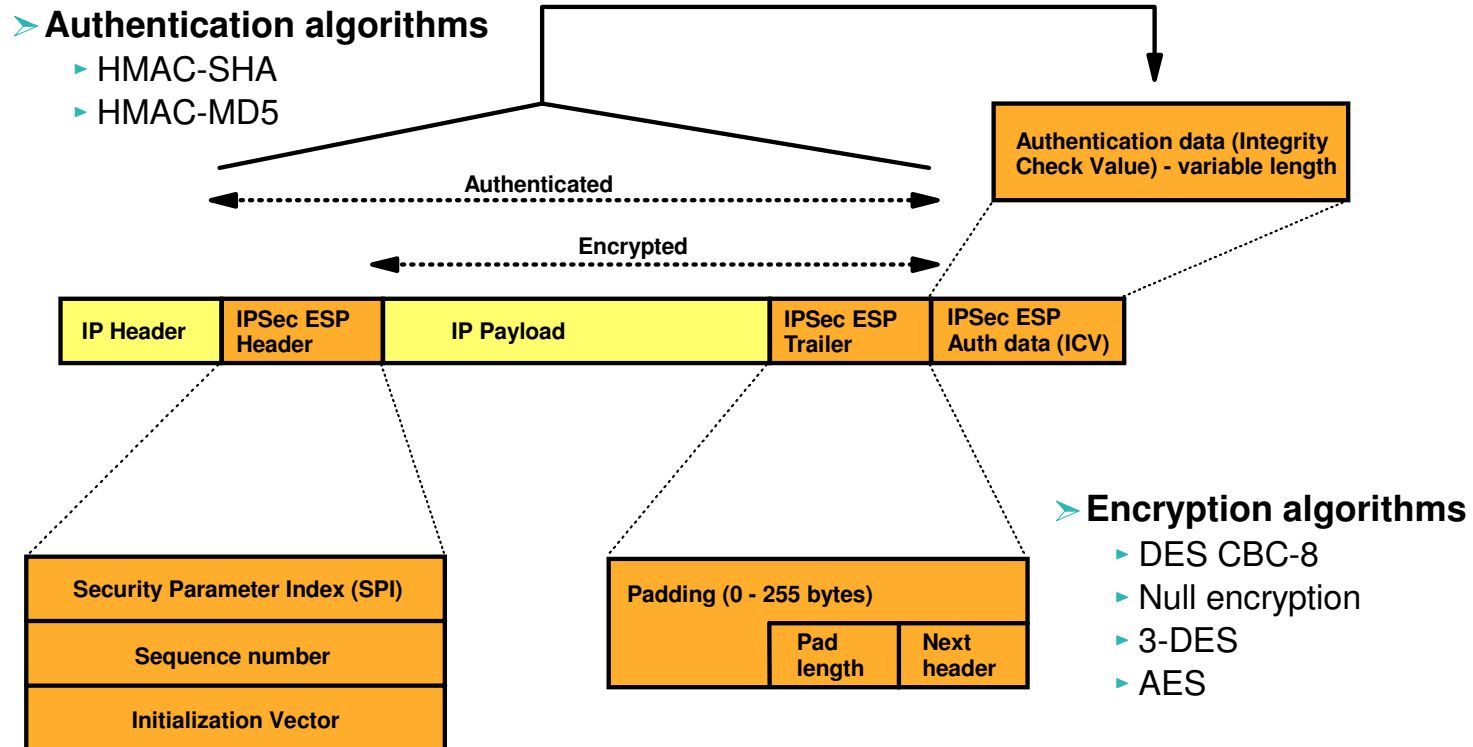 Authentication algorithms
HMAC-SHA
HMAC-MD5
Authentication data (Integrity
Check Value) - variable length
Authenticated
Encrypted
IP Header
IPSec ESP
Header
IP Payload
IPSec ESP
Trailer
IPSec ESP
Auth data (ICV)
Security Parameter Index (SPI)
Sequence number
Initialization Vector
Padding (0 - 255 bytes)
Pad
length
Next
header
Encryption algorithms
DES CBC-8
Null encryption
3-DES
AES